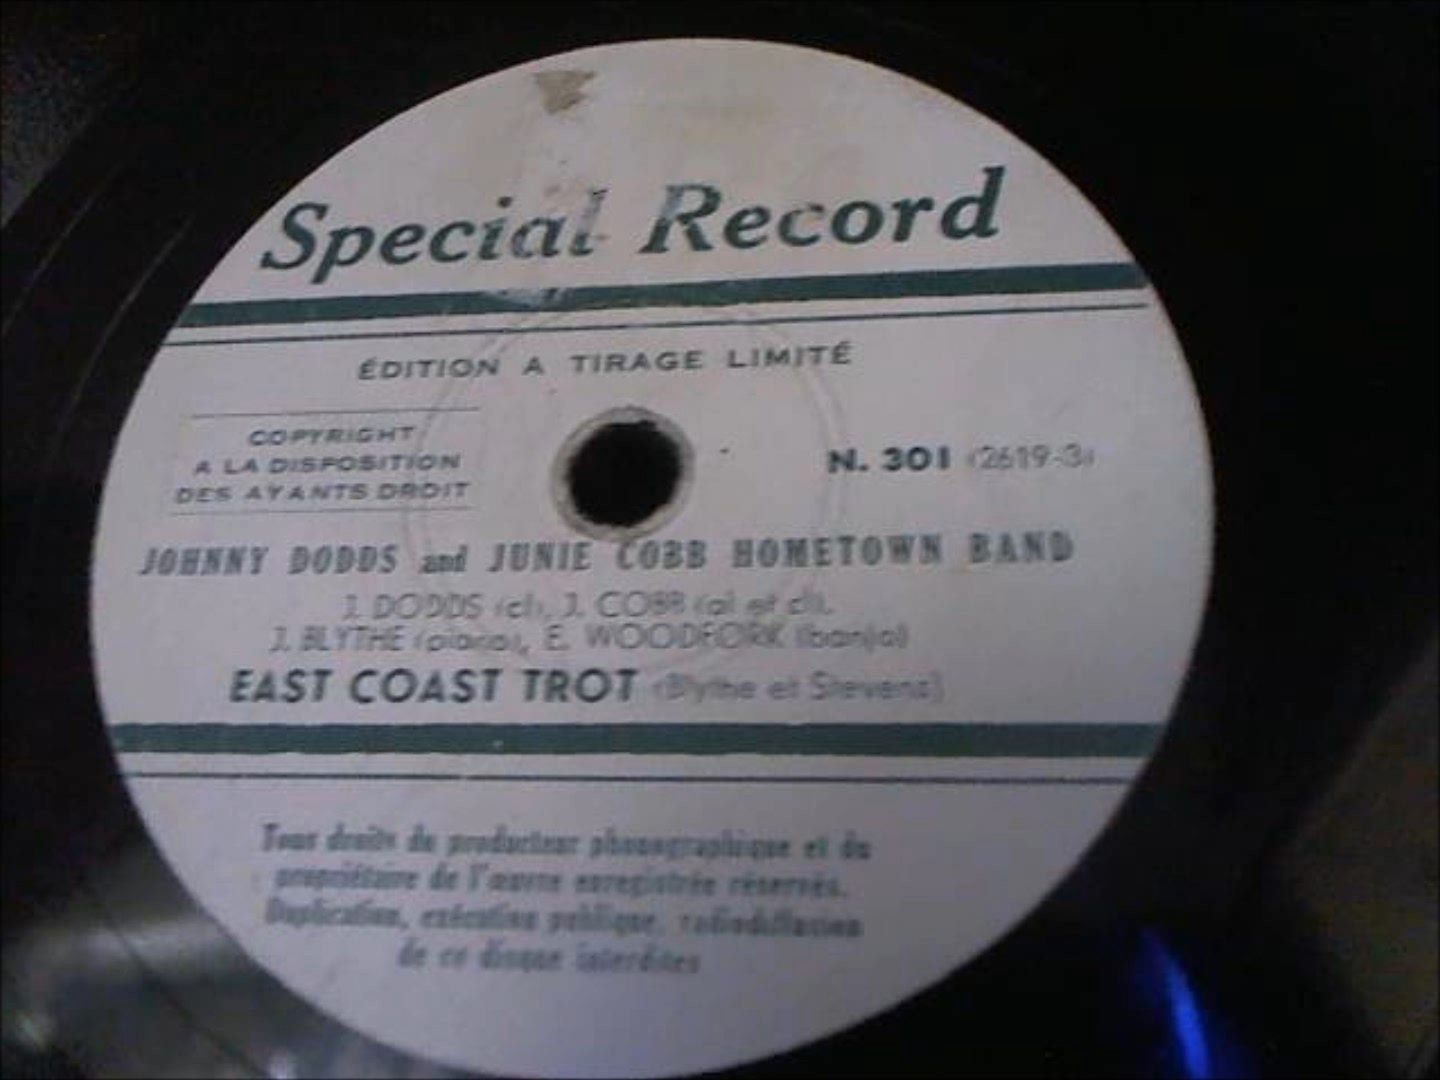 Special Record
ÉDITION A TIRAGE LIMITÉ
COPYRIGHT
A LA DISPOSITION
DES AYANTS DROIT
N. 301 (2619-3)
JOHNNY DODDS and JUNIE COBB HOMETOWN BAND
J. DODDS (cl), J. COBB (al et cl),
J. BLYTHE (piano), E. WOODFORK (banjo)
EAST COAST TROT (Blythe et Stevens)
Tous droits du producteur phonographique et du
propriétaire de l'œuvre enregistrée réservés.
Duplication, exécution publique, radiodiffusion
de ce disque interdites